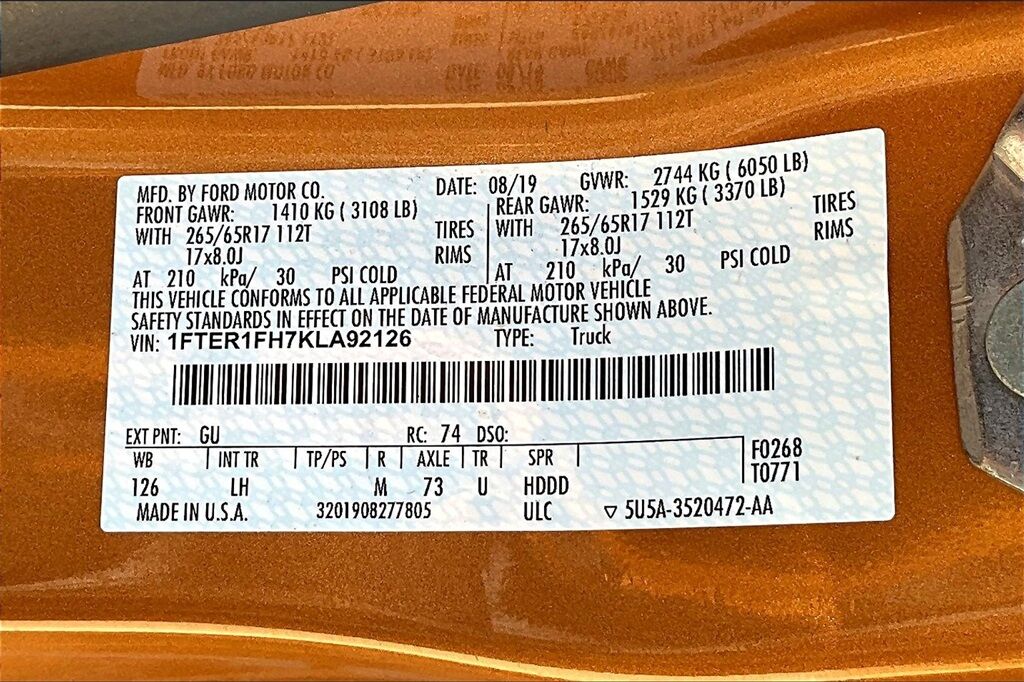 MFD. BY FORD MOTOR CO. DATE: 08/19 GVWR: 2744 KG ( 6050 LB)
FRONT GAWR: 1410 KG ( 3108 LB) REAR GAWR: 1529 KG ( 3370 LB)
WITH 265/65R17 112T TIRES WITH 265/65R17 112T TIRES
17x8.0J RIMS 17x8.0J RIMS
AT 210 kPa/ 30 PSI COLD AT 210 kPa/ 30 PSI COLD
THIS VEHICLE CONFORMS TO ALL APPLICABLE FEDERAL MOTOR VEHICLE
SAFETY STANDARDS IN EFFECT ON THE DATE OF MANUFACTURE SHOWN ABOVE.
VIN: 1FTER1FH7KLA92126 TYPE: Truck
EXT PNT: GU RC: 74 DSO:
WB INT TR TP/PS R AXLE TR SPR F0268
126 LH M 73 U HDDD T0771
MADE IN U.S.A. 3201908277805 ULC ▽ 5U5A-3520472-AA